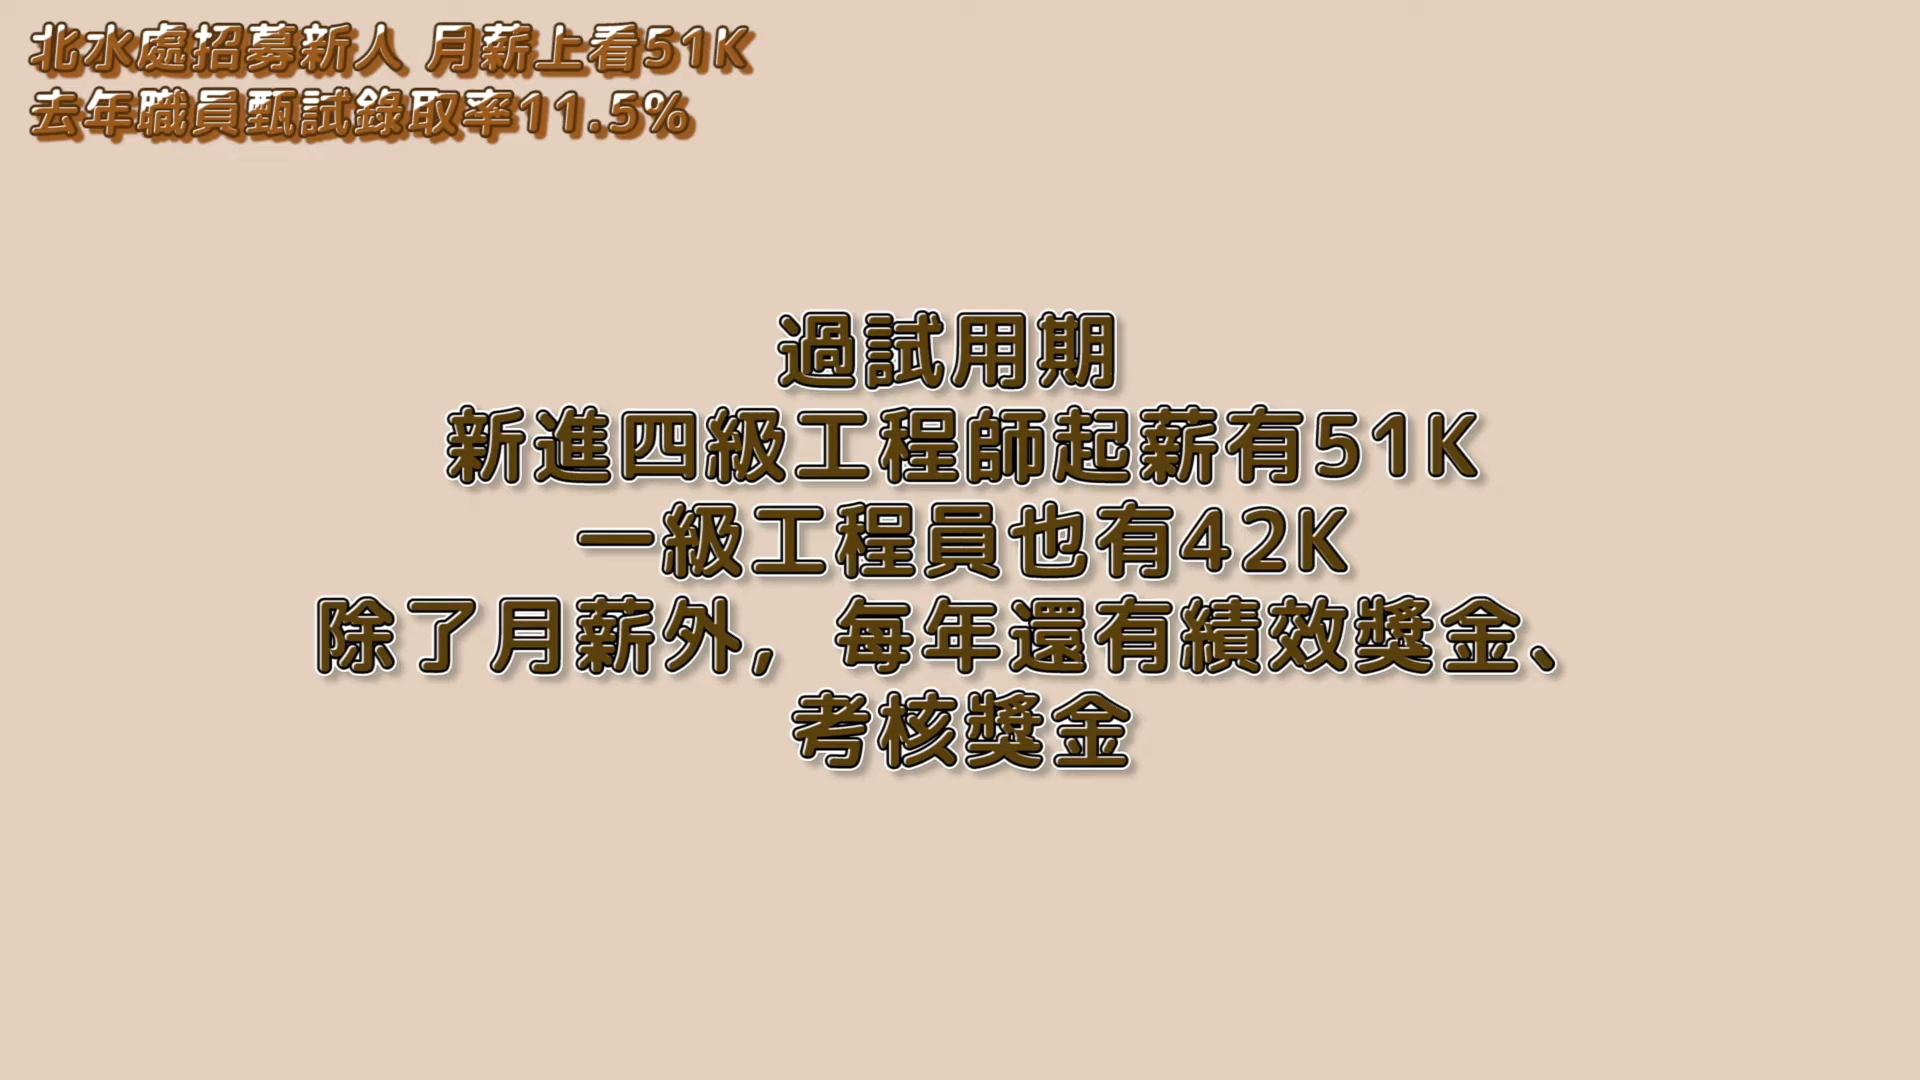 北水處招募新人 月薪上看51K
去年職員甄試錄取率11.5%
過試用期
新進四級工程師起薪有51K
一級工程員也有42K
除了月薪外，每年還有績效獎金、
考核獎金